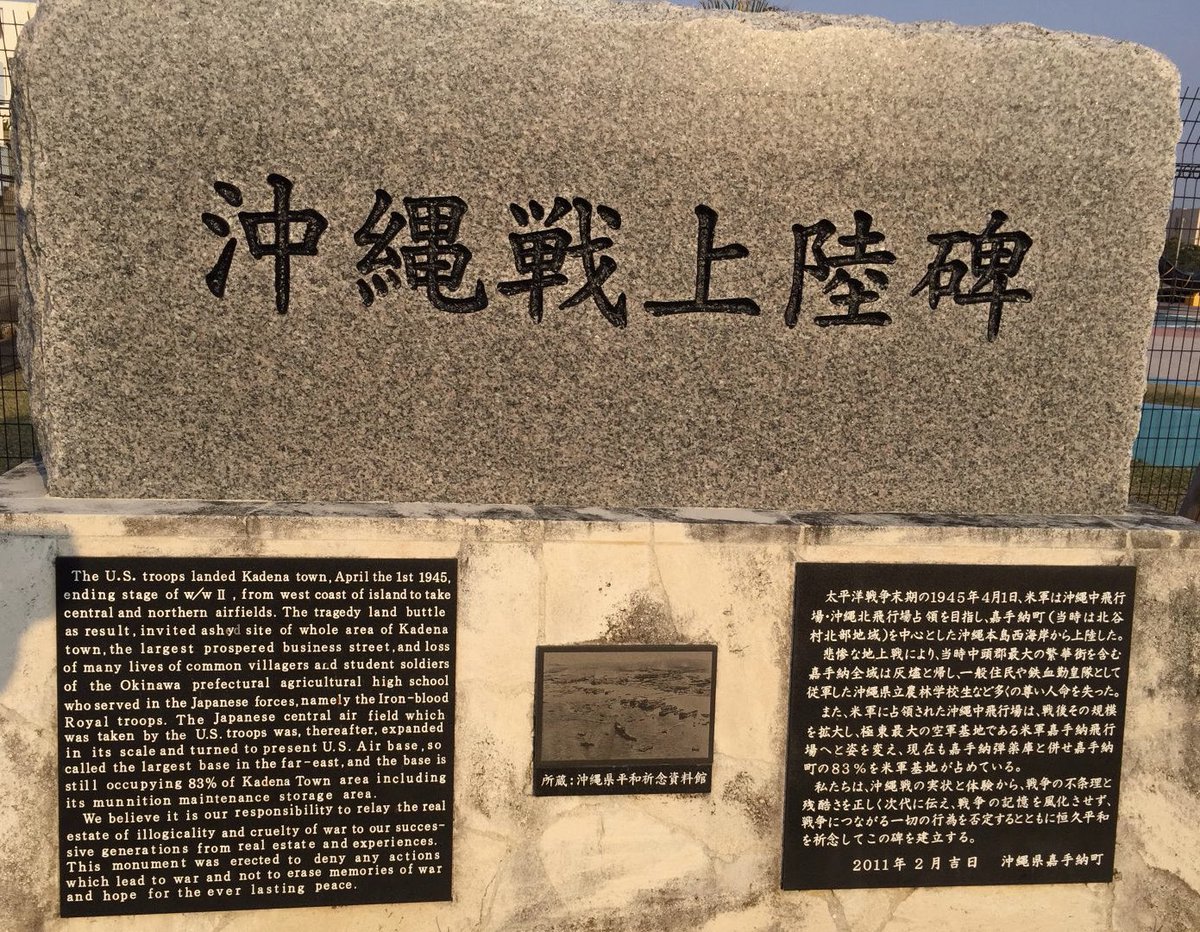 沖縄戦上陸碑
The U.S. troops landed Kadena town, April the 1st 1945,
ending stage of w/w II, from west coast of island to take
central and northern airfields. The tragedy land buttle
as result, invited ashyd site of whole area of Kadena
town, the largest prospered business street, and loss
of many lives of common villagers and student soldiers
of the Okinawa prefectural agricultural high school
who served in the Japanese forces, namely the Iron-blood
Royal troops. The Japanese central air field which
was taken by the U.S. troops was, thereafter, expanded
in its scale and turned to present U.S. Air base, so
called the largest base in the far-east, and the base is
still occupying 83% of Kadena Town area including
its munnition maintenance storage area.
We believe it is our responsibility to relay the real
estate of illogicality and cruelty of war to our succes-
sive generations from real estate and experiences.
This monument was erected to deny any actions
which lead to war and not to erase memories of war
and hope for the ever lasting peace.
所蔵:沖縄県平和祈念資料館
太平洋戦争末期の1945年4月1日、米軍は沖縄中飛行
場・沖縄北飛行場占領を目指し、嘉手納町(当時は北谷
村北部地域)を中心とした沖縄本島西海岸から上陸した。
悲惨な地上戦により、当時中頭郡最大の繁華街を含む
嘉手納全域は灰燼と帰し、一般住民や鉄血勤皇隊として
従軍した沖縄県立農林学校生など多くの尊い人命を失った。
また、米軍に占領された沖縄中飛行場は、戦後その規模
を拡大し、極東最大の空軍基地である米軍嘉手納飛行
場へと姿を変え、現在も嘉手納弾薬庫と併せ嘉手納
町の83%を米軍基地が占めている。
私たちは、沖縄戦の実状と体験から、戦争の不条理と
残酷さを正しく次代に伝え、戦争の記憶を風化させず、
戦争につながる一切の行為を否定するとともに恒久平和
を祈念してこの碑を建立する。
2011年2月吉日 沖縄県嘉手納町